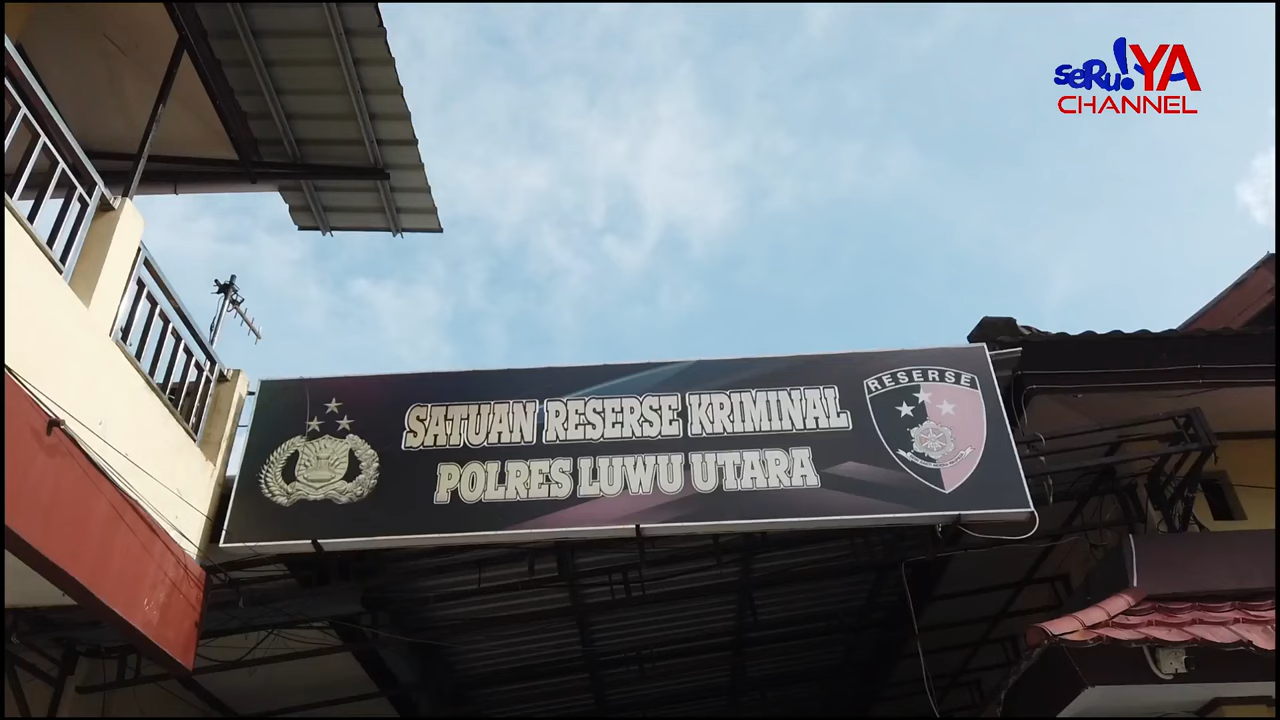 seRu!YA
CHANNEL
SATUAN RESERSE KRIMINAL
POLRES LUWU UTARA
RESERSE